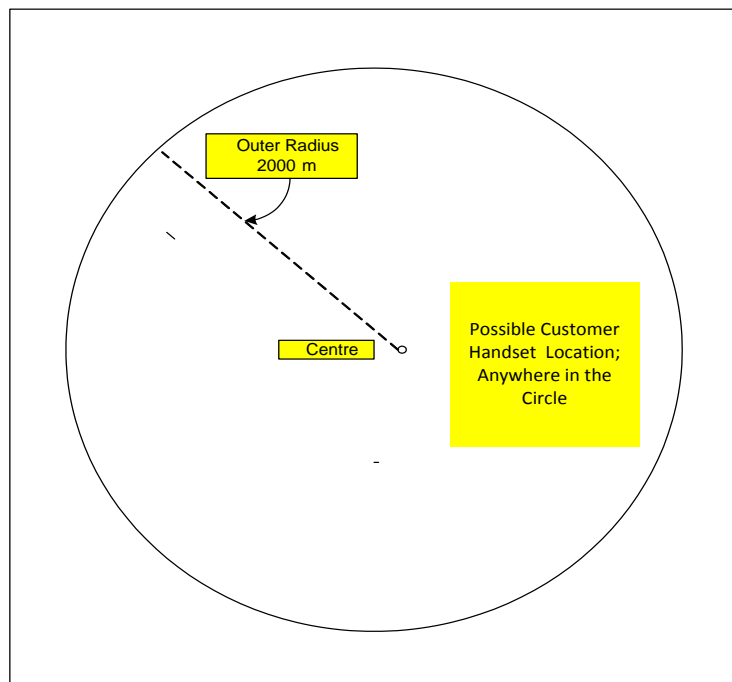 Outer Radius
2000 m
Centre
Possible Customer
Handset Location;
Anywhere in the
Circle